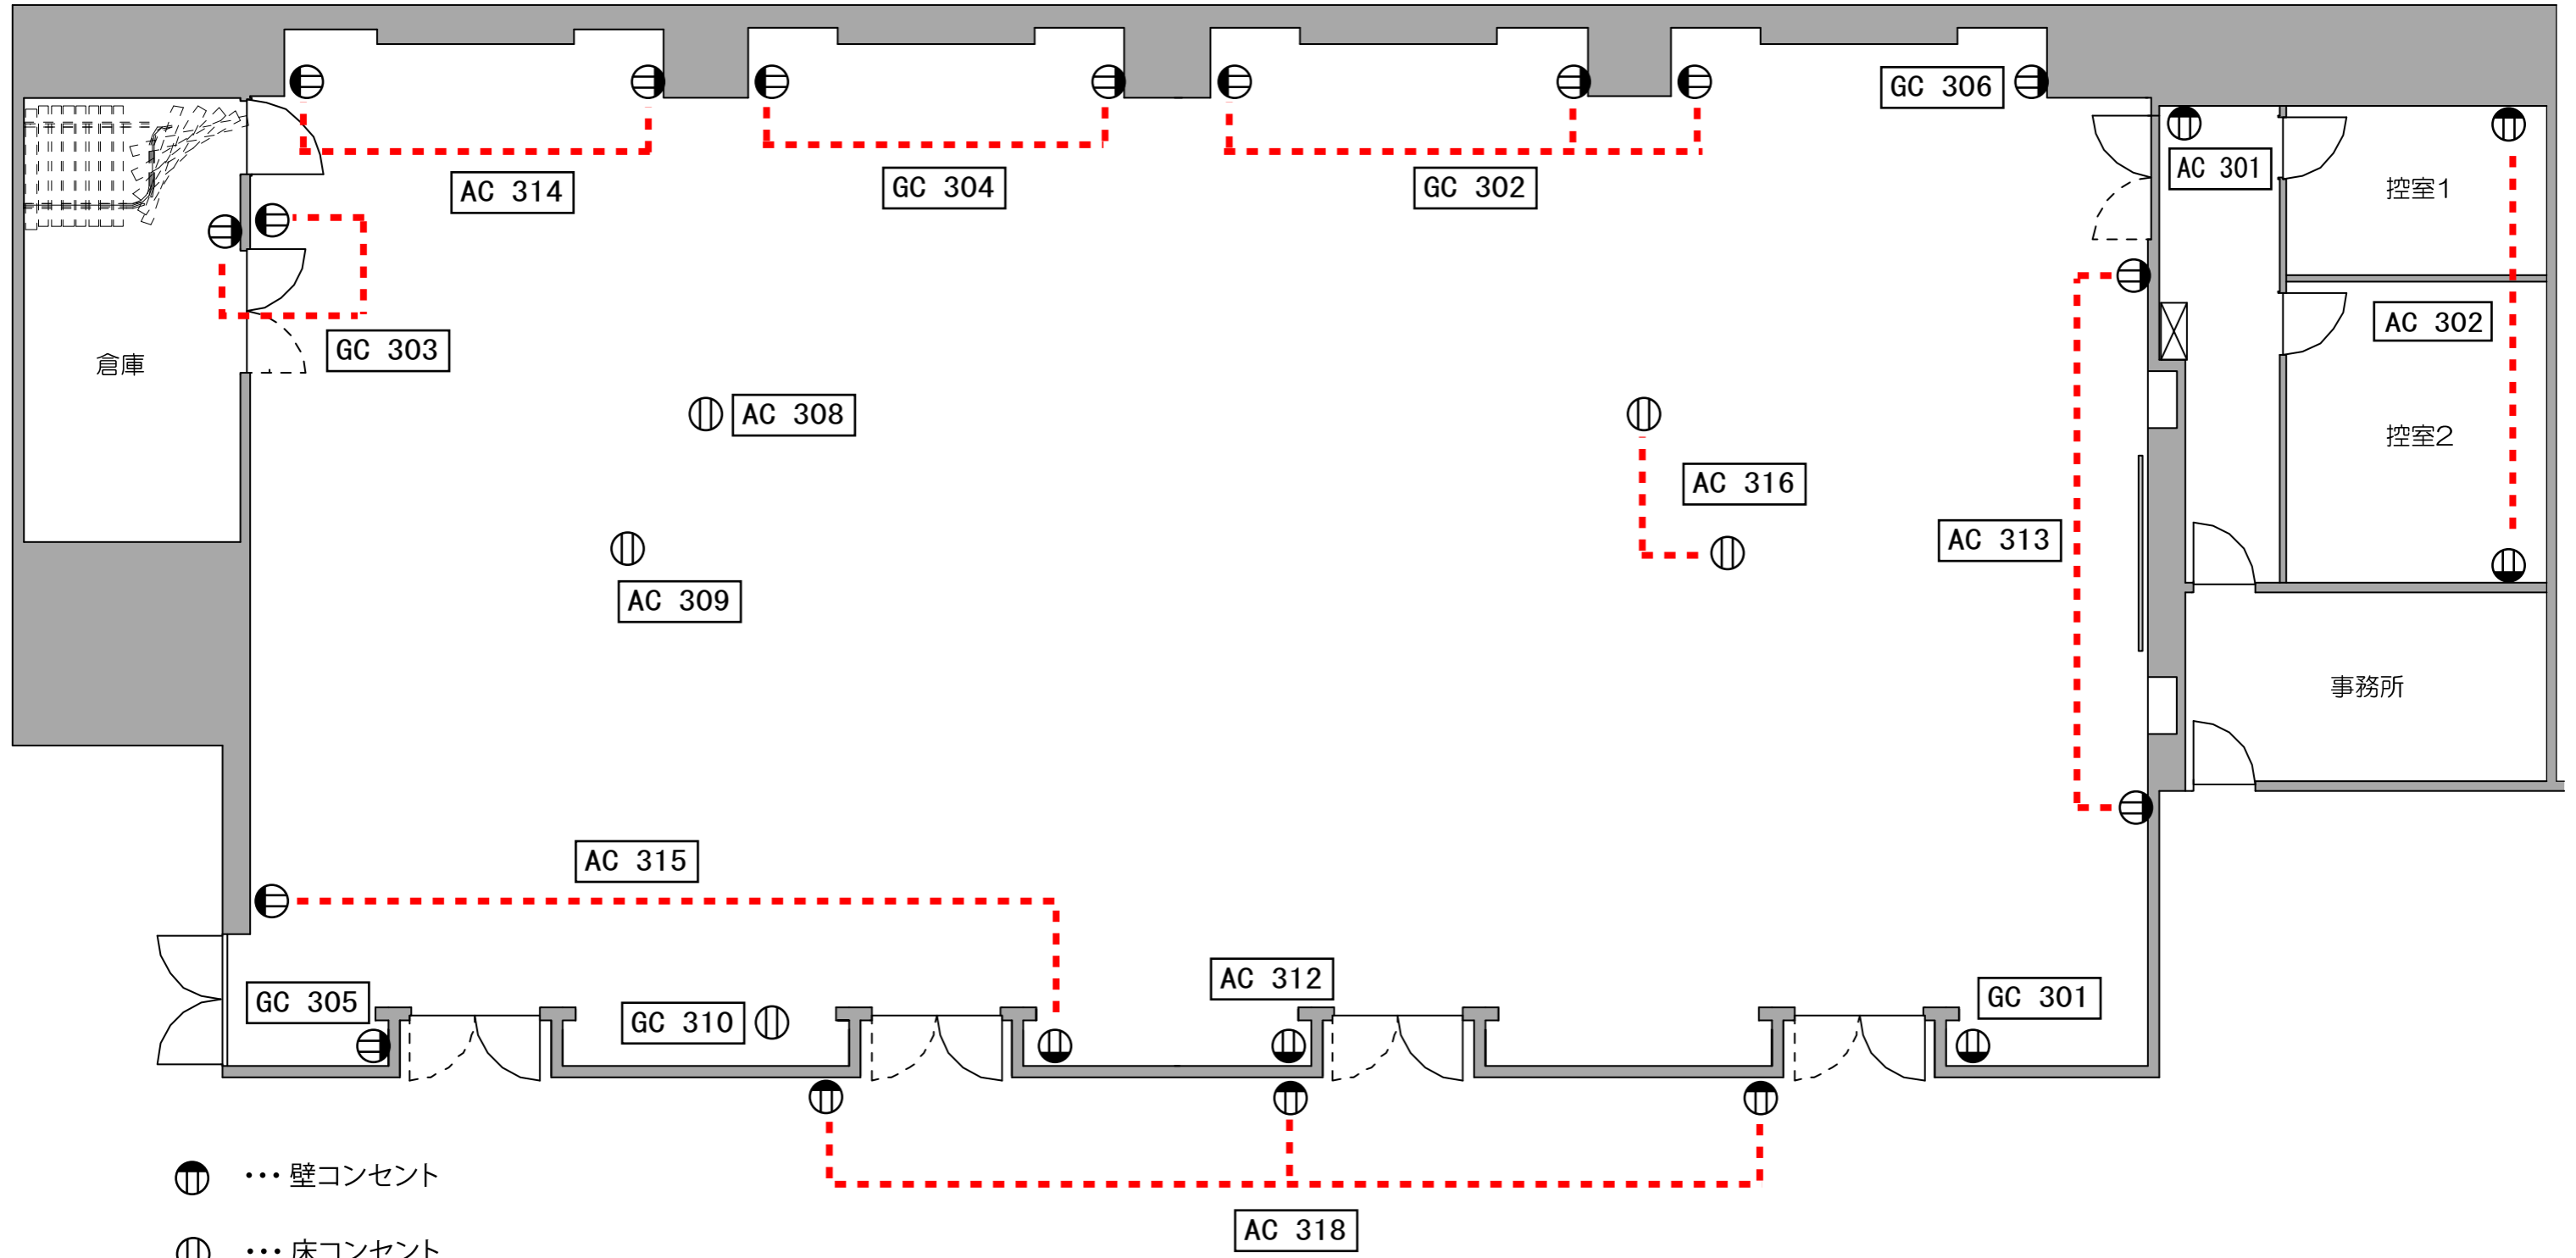 GC 306
AC 301
控室1
AC 314
GC 304
GC 302
AC 302
GC 303
倉庫
AC 308
控室2
AC 316
AC 313
AC 309
事務所
AC 315
AC 312
GC 305
GC 310
GC 301
･･･ 壁コンセント
AC 318
･･･ 床コンセント